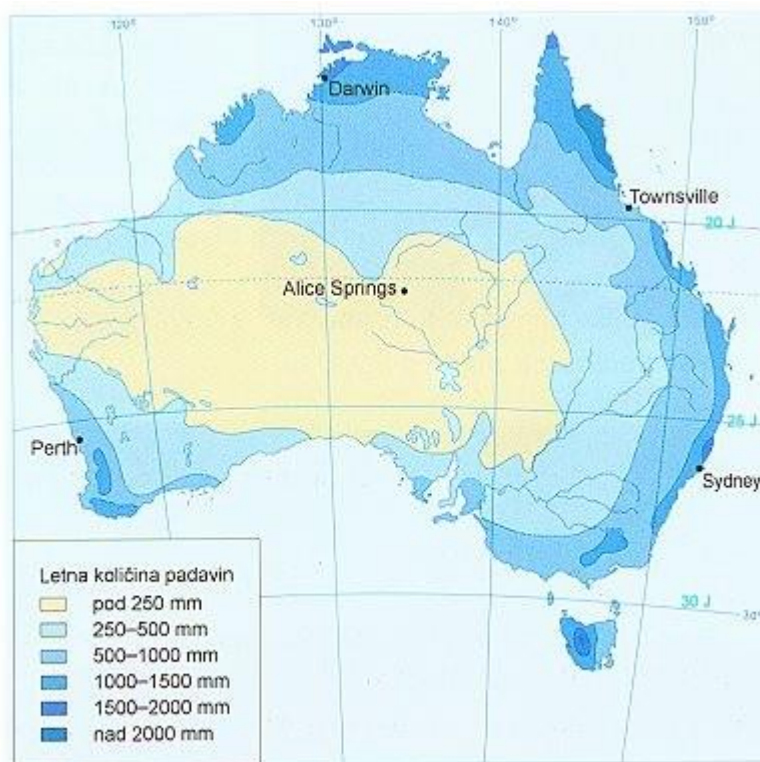 120°
130°
140°
150°
Darwin
Townsville
20 J
Alice Springs
25 J
Perth
Sydney
Letna količina padavin
pod 250 mm
250–500 mm
500–1000 mm
1000–1500 mm
1500–2000 mm
nad 2000 mm
30 J